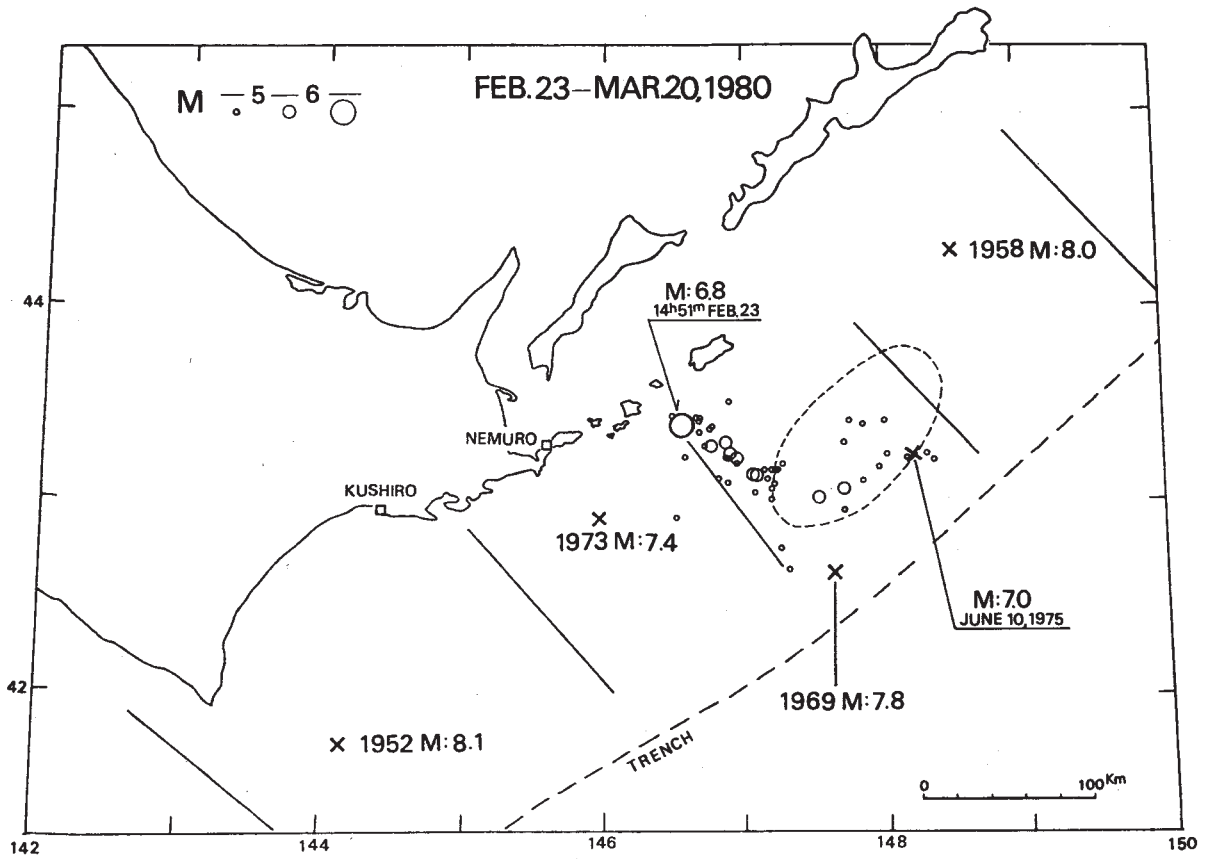 FEB.23–MAR.20,1980
M — 5 — 6 —
1958 M:8.0
44
M:6.8
14h51m FEB.23
NEMURO
KUSHIRO
1973 M:7.4
M:7.0
JUNE 10,1975
42
1969 M:7.8
1952 M:8.1
TRENCH
0 100Km
142 144 146 148 150